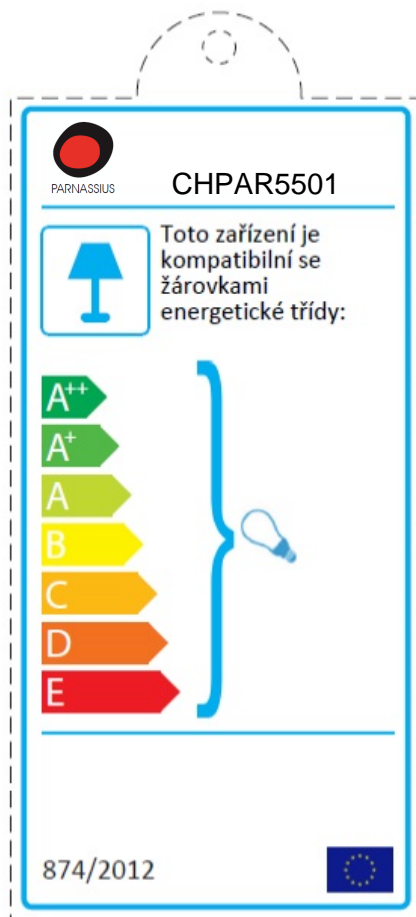 PARNASSIUS
CHPAR5501
Toto zařízení je
kompatibilní se
žárovkami
energetické třídy:
A++
A+
A
B
C
D
E
874/2012